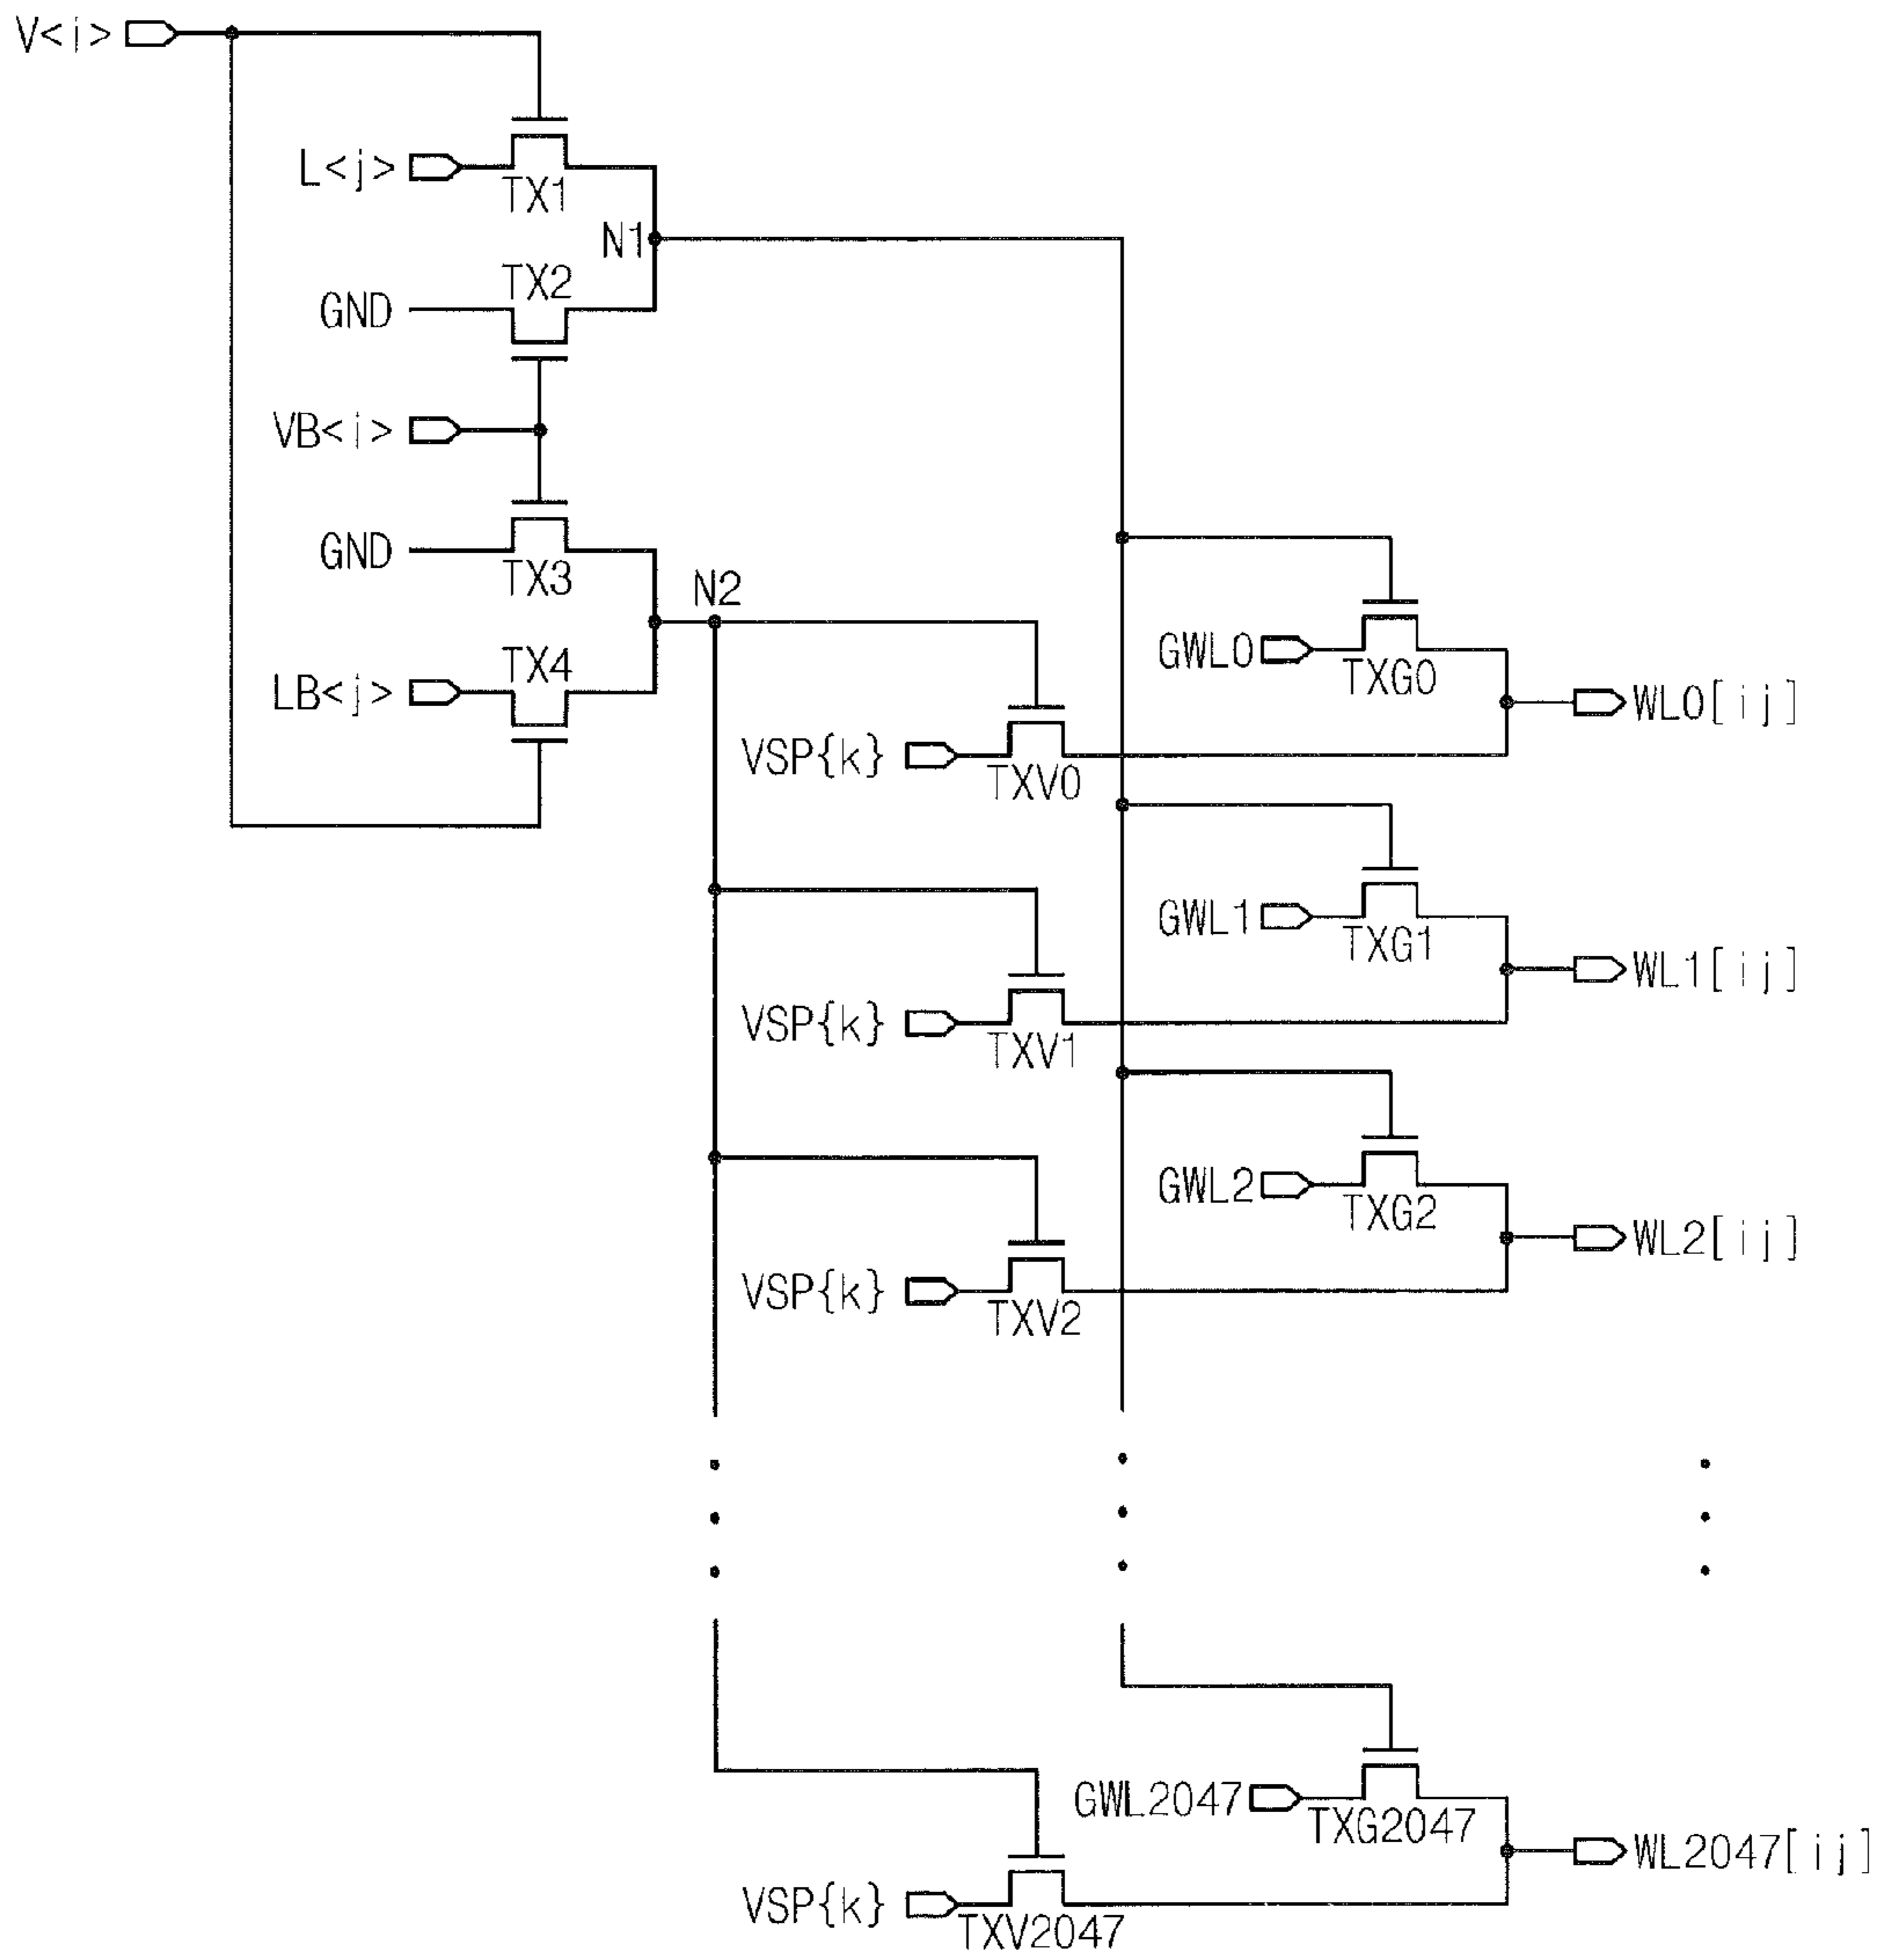 V<i>
L<j>
TX1
N1
TX2
GND
VB<i>
GND
TX3
N2
TX4
LB<j>
GWL0
TXG0
WL0[ij]
VSP{k}
TXV0
GWL1
TXG1
WL1[ij]
VSP{k}
TXV1
GWL2
TXG2
WL2[ij]
VSP{k}
TXV2
GWL2047
TXG2047
WL2047[ij]
VSP{k}
TXV2047